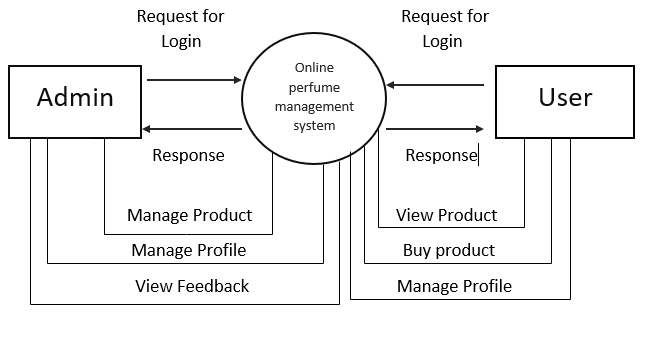 Request for
Login
Request for
Login
Admin
Online
perfume
management
system
User
Response
Response
Manage Product
View Product
Manage Profile
Buy product
View Feedback
Manage Profile